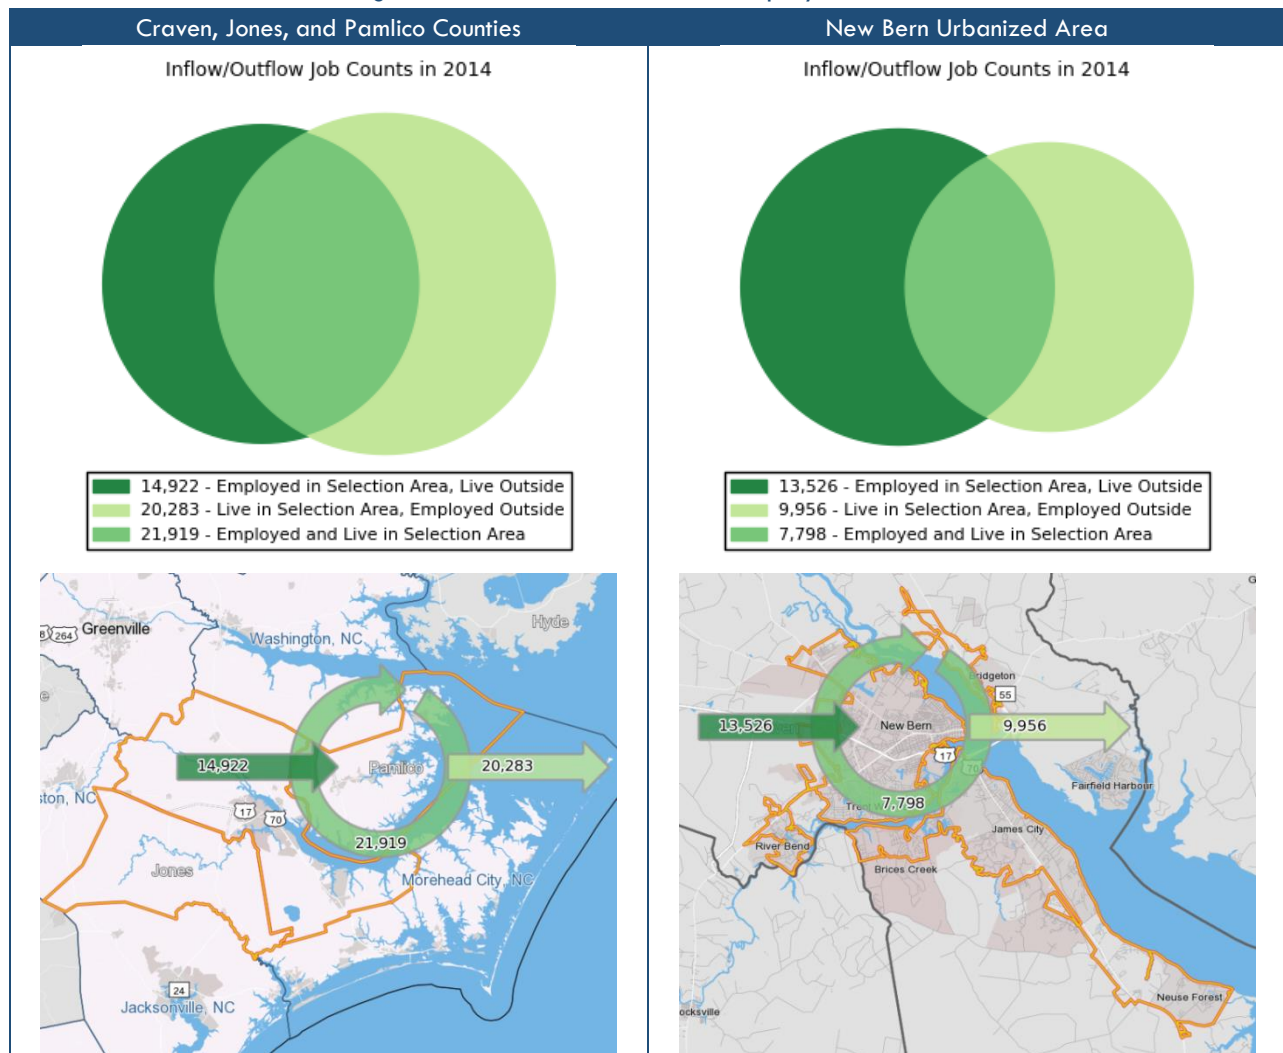 Craven, Jones, and Pamlico Counties
Inflow/Outflow Job Counts in 2014
14,922 - Employed in Selection Area, Live Outside
20,283 - Live in Selection Area, Employed Outside
21,919 - Employed and Live in Selection Area
Greenville
264
Washington, NC
Hyde
14,922
Pamlico
20,283
17
70
21,919
Jones
Morehead City, NC
24
Jacksonville, NC
New Bern Urbanized Area
Inflow/Outflow Job Counts in 2014
13,526 - Employed in Selection Area, Live Outside
9,956 - Live in Selection Area, Employed Outside
7,798 - Employed and Live in Selection Area
Bridgeton
55
13,526
New Bern
9,956
17
70
Fairfield Harbour
7,798
James City
River Bend
Brices Creek
Neuse Forest